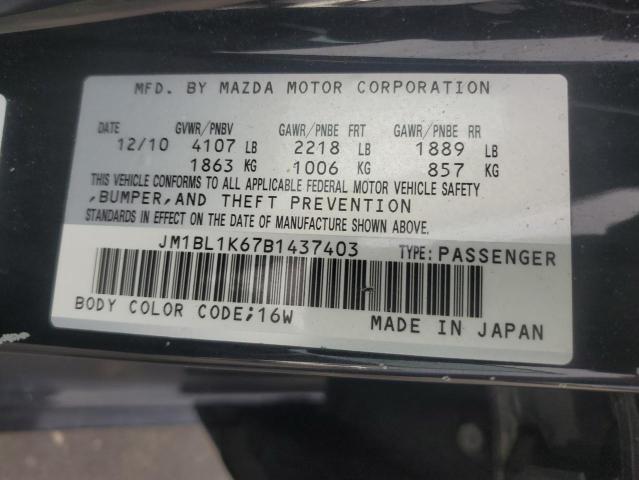 MFD. BY MAZDA MOTOR CORPORATION
DATE GVWR/PNBV GAWR/PNBE FRT GAWR/PNBE RR
12/10 4107 LB 2218 LB 1889 LB
1863 KG 1006 KG 857 KG
THIS VEHICLE CONFORMS TO ALL APPLICABLE FEDERAL MOTOR VEHICLE SAFETY
,BUMPER,AND THEFT PREVENTION
STANDARDS IN EFFECT ON THE DATE OF MANUFACTURE SHOWN ABOVE.
JM1BL1K67B1437403 TYPE:PASSENGER
BODY COLOR CODE;16W MADE IN JAPAN